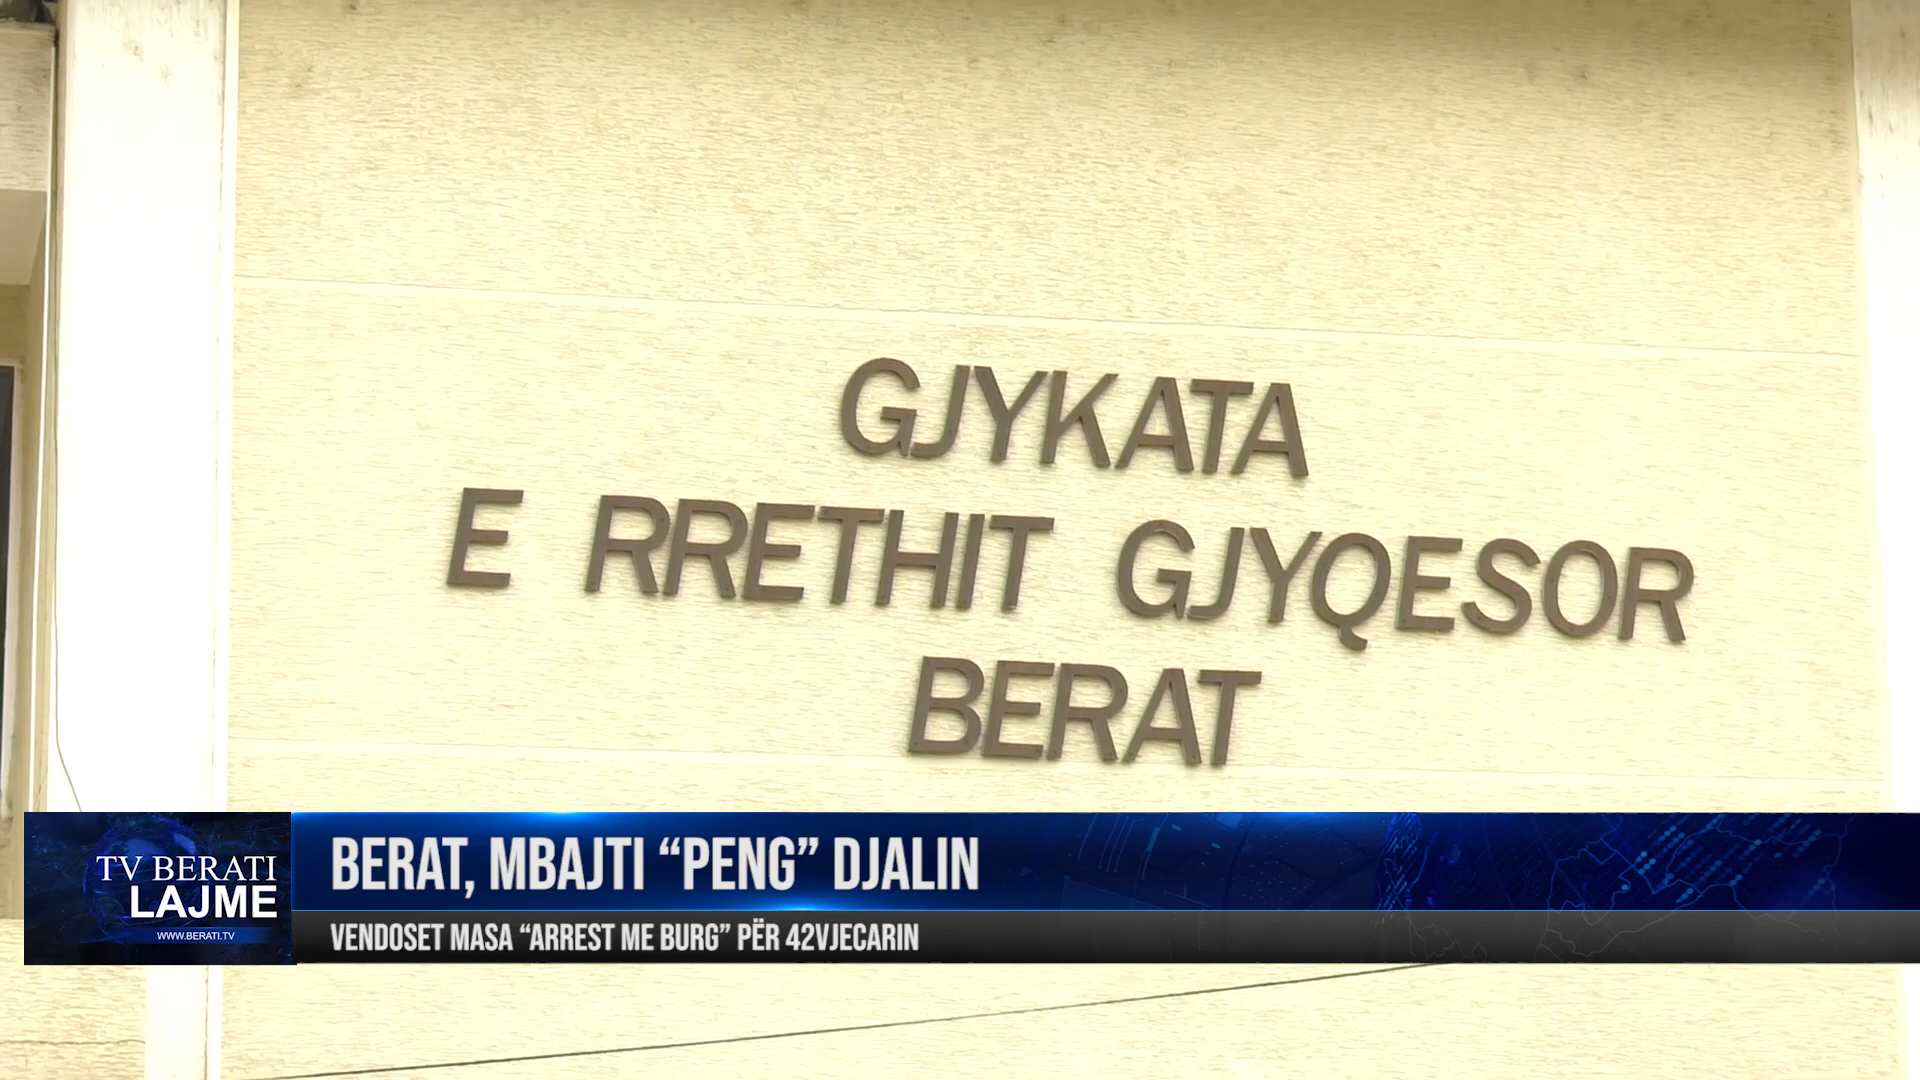 GJYKATA
E RRETHIT GJYQESOR
BERAT
TV BERATI
LAJME
WWW.BERATI.TV
BERAT, MBAJTI “PENG” DJALIN
VENDOSET MASA “ARREST ME BURG” PËR 42VJECARIN